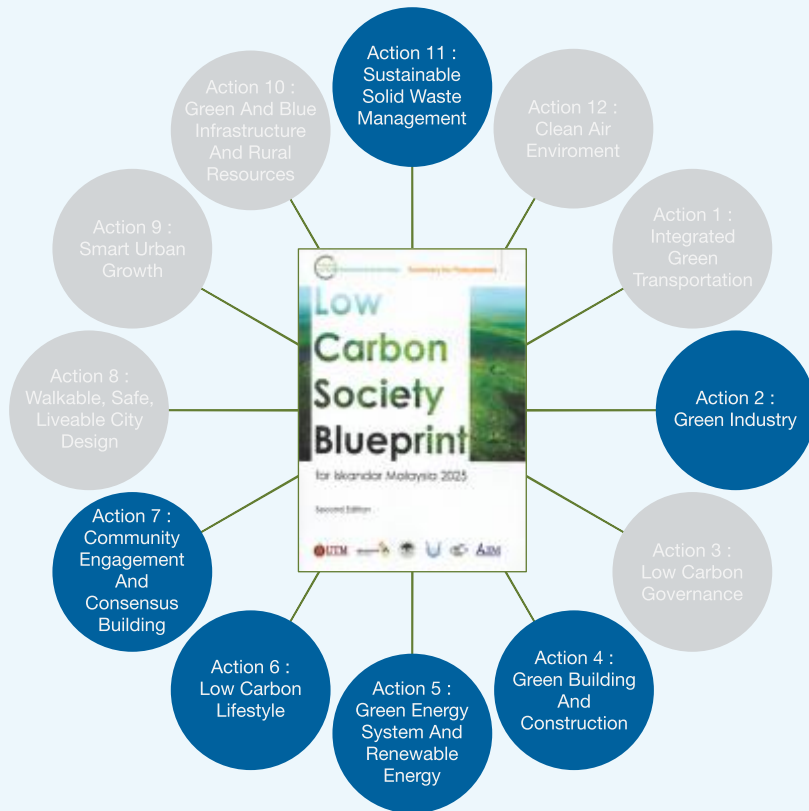 Action 11 :
Sustainable
Solid Waste
Management
Action 12 :
Clean Air
Enviroment
Action 1 :
Integrated
Green
Transportation
Action 2 :
Green Industry
Action 3 :
Low Carbon
Governance
Action 4 :
Green Building
And
Construction
Action 5 :
Green Energy
System And
Renewable
Energy
Action 6 :
Low Carbon
Lifestyle
Action 7 :
Community
Engagement
And
Consensus
Building
Action 8 :
Walkable, Safe,
Liveable City
Design
Action 9 :
Smart Urban
Growth
Action 10 :
Green And Blue
Infrastructure
And Rural
Resources
Low
Carbon
Society
Blueprint
for Iskandar Malaysia 2025
Second Edition
UTM